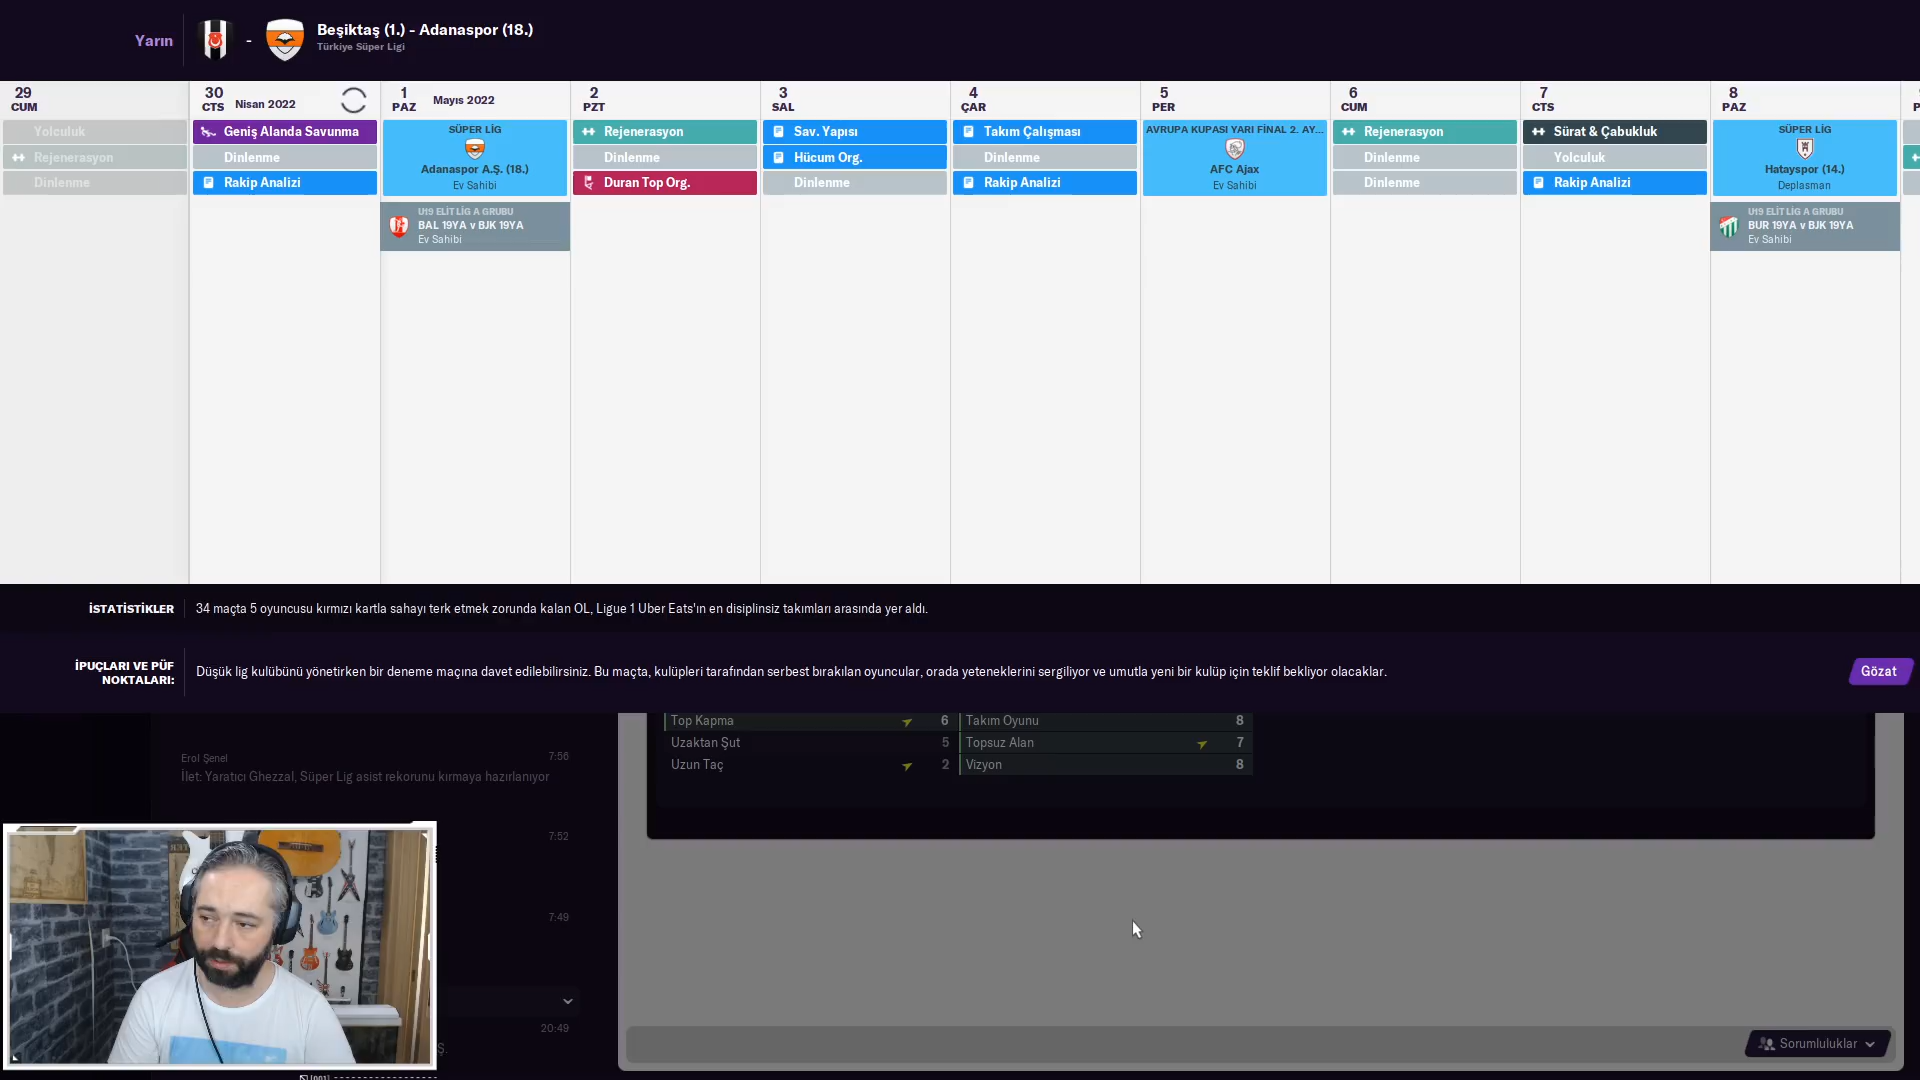 Yarın
-
Beşiktaş (1.) - Adanaspor (18.)
Türkiye Süper Ligi
29
CUM
Yolculuk
Rejenerasyon
Dinlenme
30
CTS Nisan 2022
Geniş Alanda Savunma
Dinlenme
Rakip Analizi
1
PAZ Mayıs 2022
SÜPER LİG
Adanaspor A.Ş. (18.)
Ev Sahibi
U19 ELİT LİG A GRUBU
BAL 19YA v BJK 19YA
Ev Sahibi
2
PZT
Rejenerasyon
Dinlenme
Duran Top Org.
3
SAL
Sav. Yapısı
Hücum Org.
Dinlenme
4
ÇAR
Takım Çalışması
Dinlenme
Rakip Analizi
5
PER
AVRUPA KUPASI YARI FİNAL 2. AY...
AFC Ajax
Ev Sahibi
6
CUM
Rejenerasyon
Dinlenme
Dinlenme
7
CTS
Sürat & Çabukluk
Yolculuk
Rakip Analizi
8
PAZ
SÜPER LİG
Hatayspor (14.)
Deplasman
U19 ELİT LİG A GRUBU
BUR 19YA v BJK 19YA
Ev Sahibi
İSTATİSTİKLER
34 maçta 5 oyuncusu kırmızı kartla sahayı terk etmek zorunda kalan OL, Ligue 1 Uber Eats'ın en disiplinsiz takımları arasında yer aldı.
İPUÇLARI VE PÜF
NOKTALARI:
Düşük lig kulübünü yönetirken bir deneme maçına davet edilebilirsiniz. Bu maçta, kulüpleri tarafından serbest bırakılan oyuncular, orada yeteneklerini sergiliyor ve umutla yeni bir kulüp için teklif bekliyor olacaklar.
Gözat
Top Kapma 6 Takım Oyunu 8
Uzaktan Şut 5 Topsuz Alan 7
Uzun Taç 2 Vizyon 8
Erol Şenel 7:56
İlet: Yaratıcı Ghezzal, Süper Lig asist rekorunu kırmaya hazırlanıyor
7:52
7:49
20:49
Ş.
Sorumluluklar